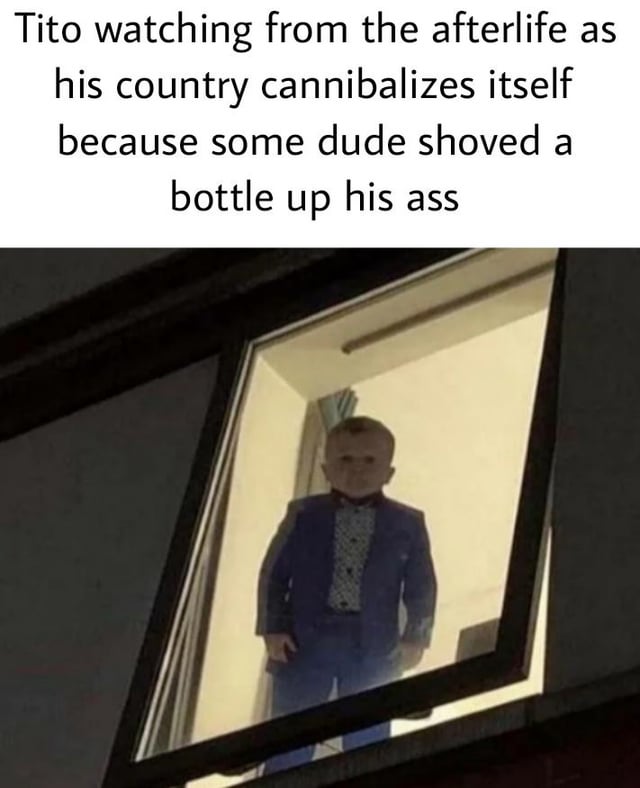 Tito watching from the afterlife as
his country cannibalizes itself
because some dude shoved a
bottle up his ass